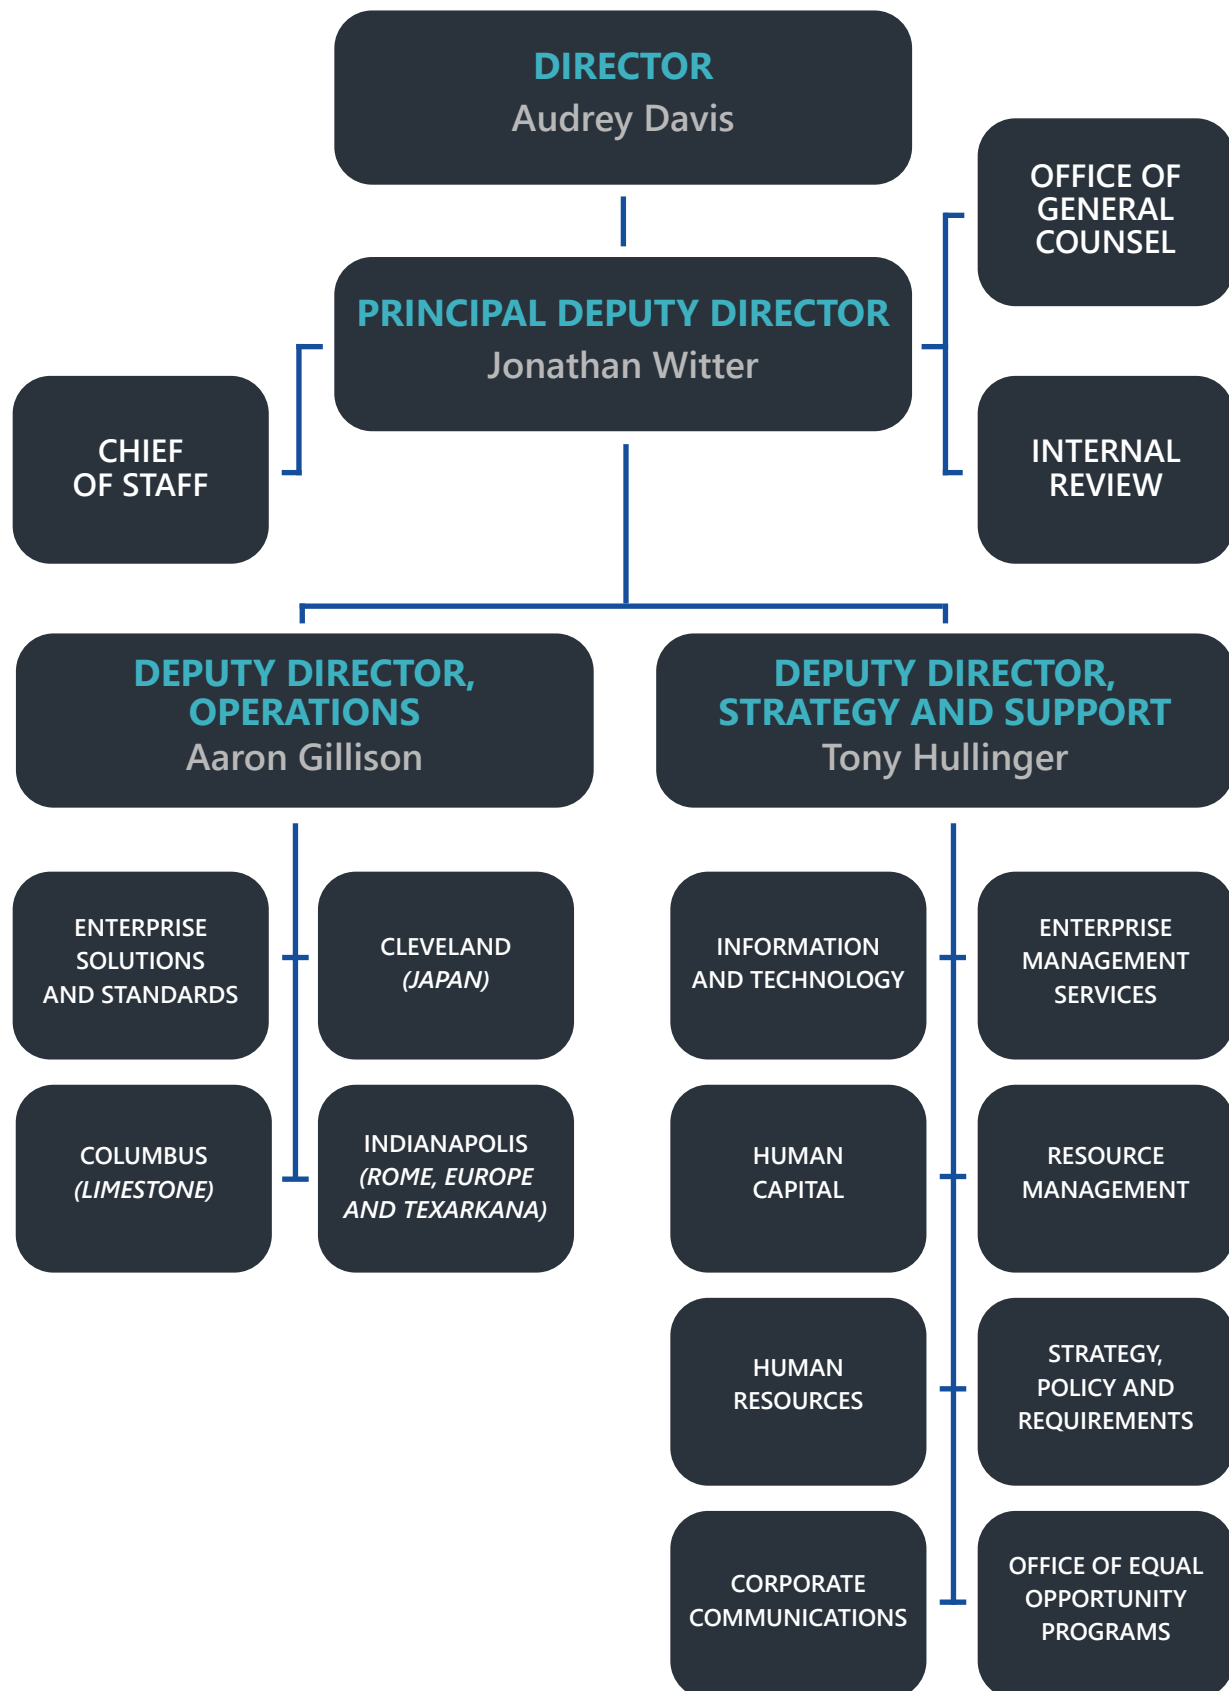 DIRECTOR
Audrey Davis
OFFICE OF
GENERAL
COUNSEL
PRINCIPAL DEPUTY DIRECTOR
Jonathan Witter
CHIEF
OF STAFF
INTERNAL
REVIEW
DEPUTY DIRECTOR,
OPERATIONS
Aaron Gillison
DEPUTY DIRECTOR,
STRATEGY AND SUPPORT
Tony Hullinger
ENTERPRISE
SOLUTIONS
AND STANDARDS
CLEVELAND
(JAPAN)
INFORMATION
AND TECHNOLOGY
ENTERPRISE
MANAGEMENT
SERVICES
COLUMBUS
(LIMESTONE)
INDIANAPOLIS
(ROME, EUROPE
AND TEXARKANA)
HUMAN
CAPITAL
RESOURCE
MANAGEMENT
HUMAN
RESOURCES
STRATEGY,
POLICY AND
REQUIREMENTS
CORPORATE
COMMUNICATIONS
OFFICE OF EQUAL
OPPORTUNITY
PROGRAMS